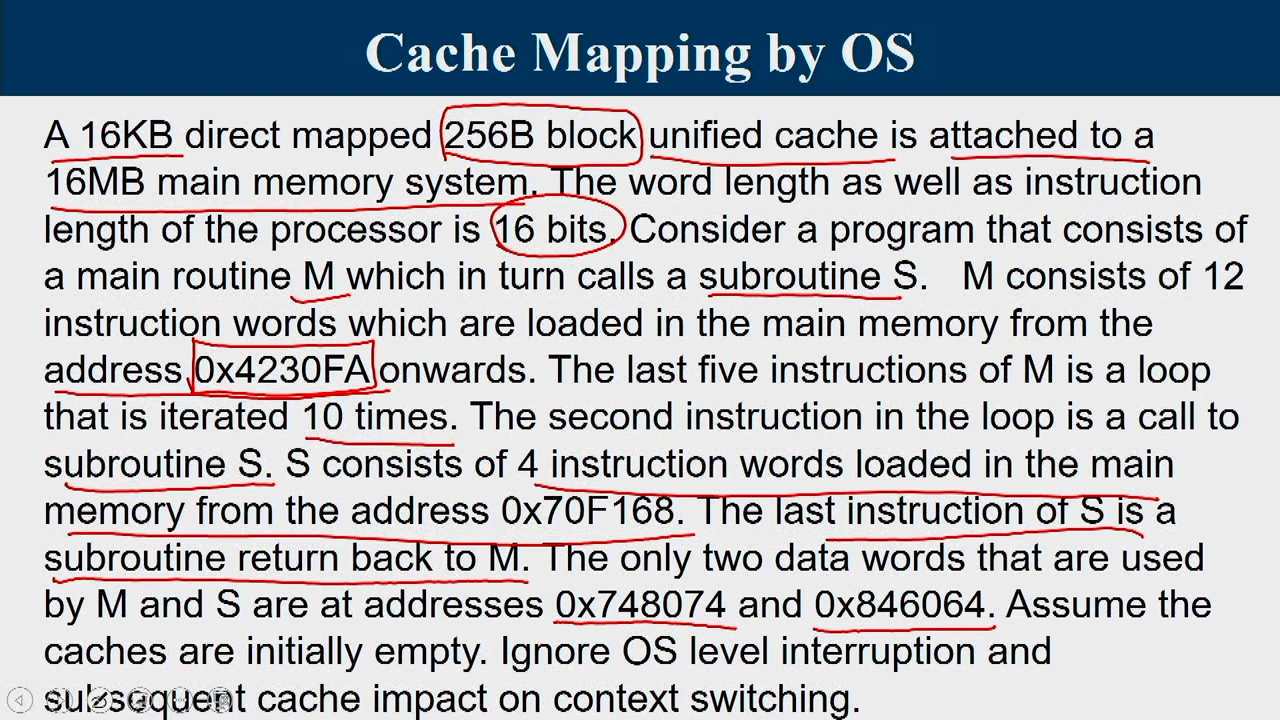 Cache Mapping by OS
A 16KB direct mapped 256B block unified cache is attached to a
16MB main memory system. The word length as well as instruction
length of the processor is 16 bits. Consider a program that consists of
a main routine M which in turn calls a subroutine S. M consists of 12
instruction words which are loaded in the main memory from the
address 0x4230FA onwards. The last five instructions of M is a loop
that is iterated 10 times. The second instruction in the loop is a call to
subroutine S. S consists of 4 instruction words loaded in the main
memory from the address 0x70F168. The last instruction of S is a
subroutine return back to M. The only two data words that are used
by M and S are at addresses 0x748074 and 0x846064. Assume the
caches are initially empty. Ignore OS level interruption and
subsequent cache impact on context switching.